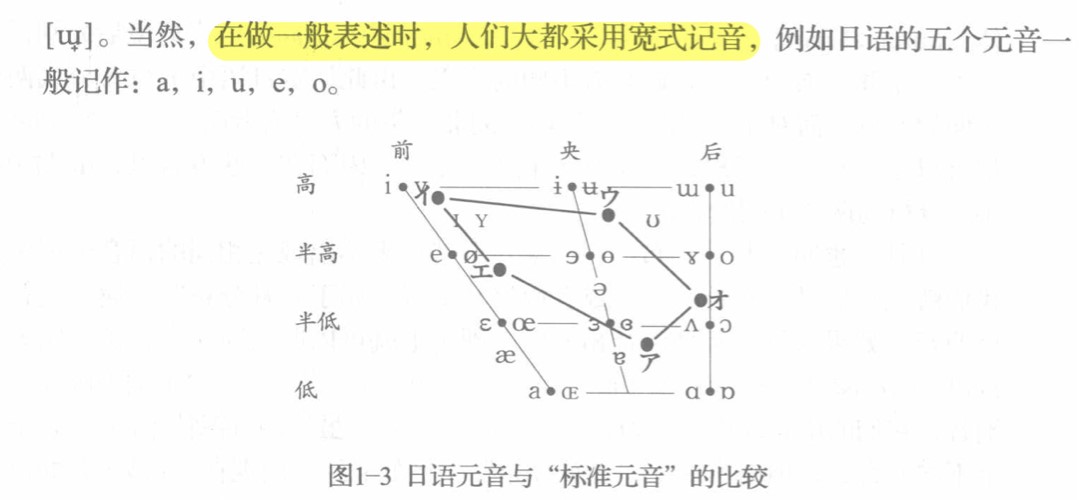 [ɯ̟]。当然，在做一般表述时，人们大都采用宽式记音，例如日语的五个元音一
般记作：a，i，u，e，o。
前 央 后
高 i y ɨ ʉ ɯ u
イ ウ
ɪ ʏ ʊ
半高 e ø ɘ ɵ ɤ o
エ
ə
オ
半低 ɛ œ ɜ ɞ ʌ ɔ
æ ɐ ア
低 a ɶ ɑ ɒ
图1-3 日语元音与“标准元音”的比较